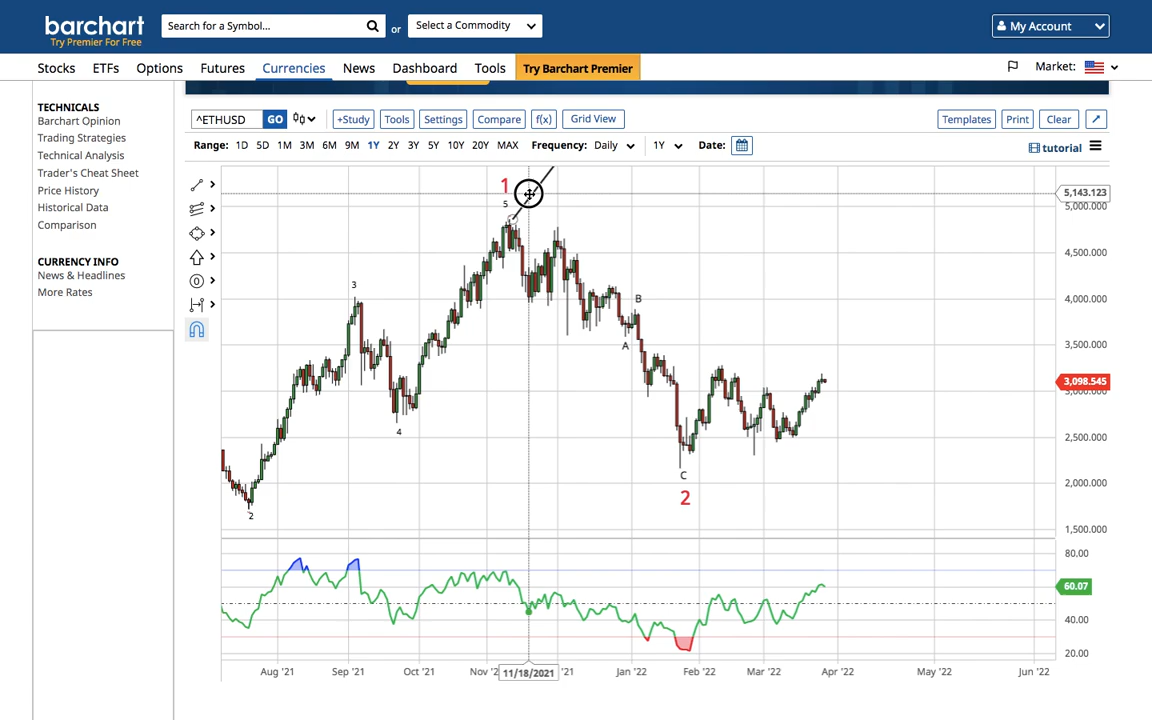 barchart
Try Premier For Free
Search for a Symbol...
or
Select a Commodity
My Account
Stocks ETFs Options Futures Currencies News Dashboard Tools Try Barchart Premier
Market:
TECHNICALS
Barchart Opinion
Trading Strategies
Technical Analysis
Trader's Cheat Sheet
Price History
Historical Data
Comparison
CURRENCY INFO
News & Headlines
More Rates
^ETHUSD GO +Study Tools Settings Compare f(x) Grid View Templates Print Clear
Range: 1D 5D 1M 3M 6M 9M 1Y 2Y 3Y 5Y 10Y 20Y MAX Frequency: Daily 1Y Date: tutorial
1
5
3
B
A
4
C
2
2
5,143.123
5,000.000
4,500.000
4,000.000
3,500.000
3,098.545
2,500.000
2,000.000
1,500.000
80.00
60.07
40.00
20.00
Aug '21 Sep '21 Oct '21 11/18/2021 '21 Jan '22 Feb '22 Mar '22 Apr '22 May '22 Jun '22